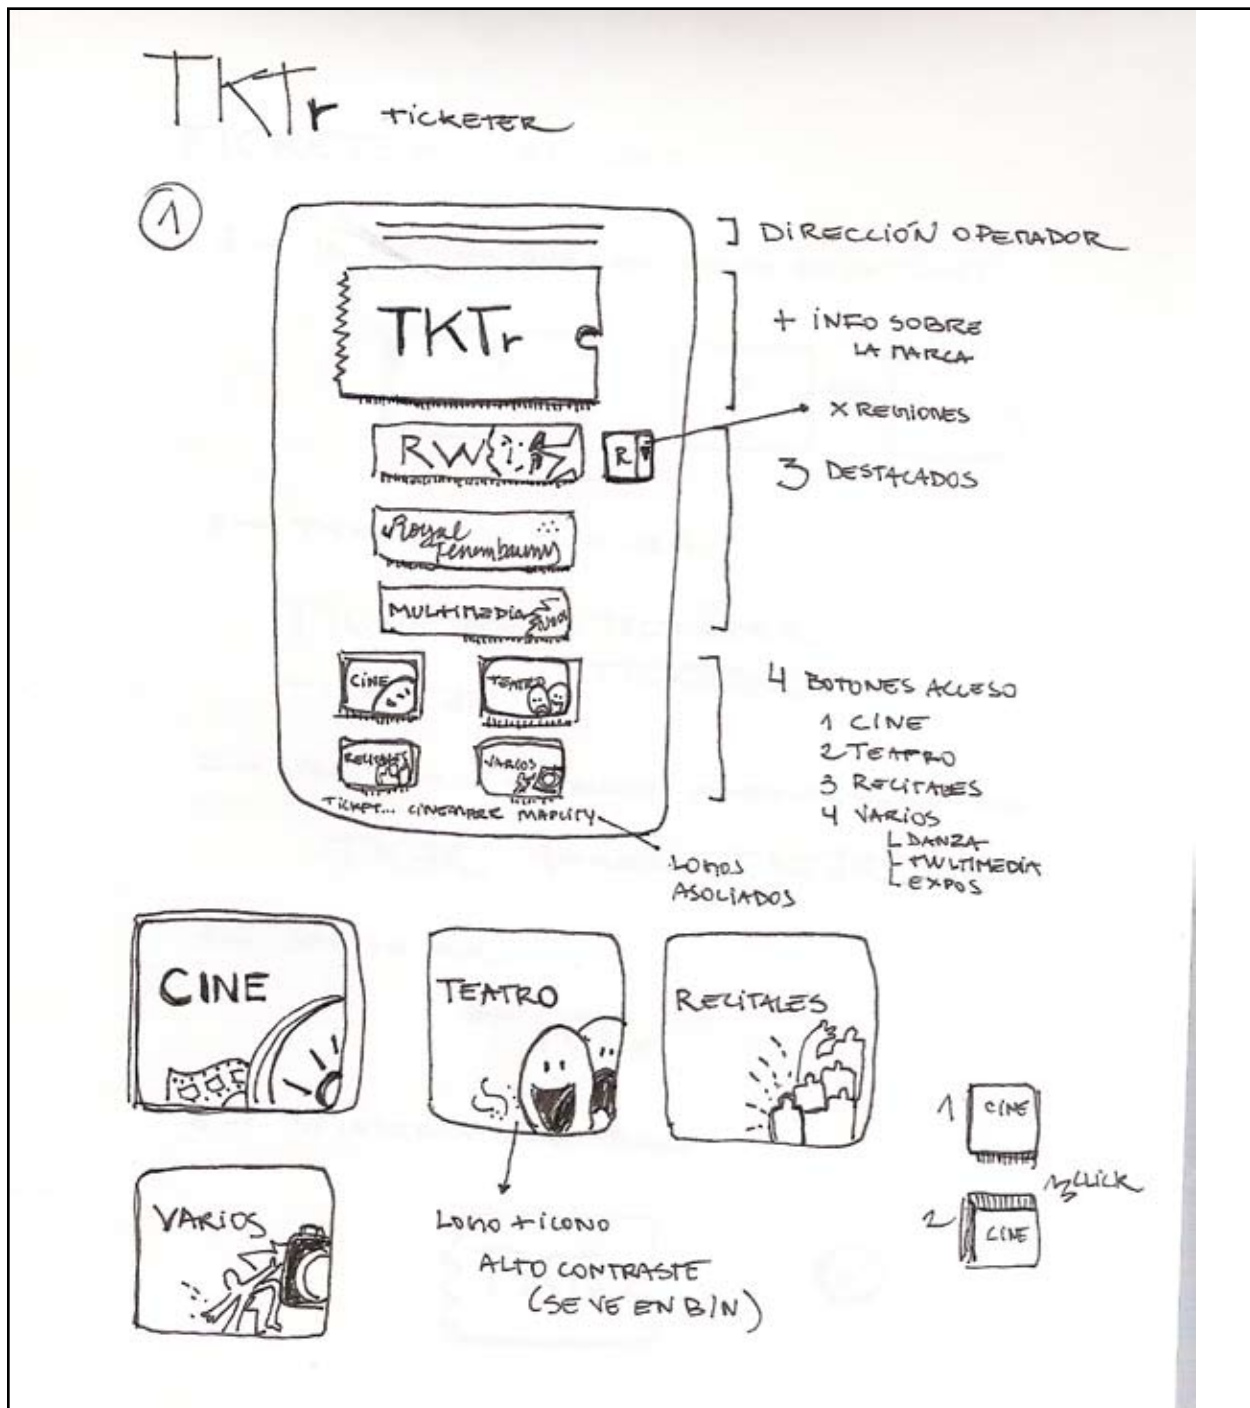 TKTr TICKETER
1
DIRECCIÓN OPERADOR
TKTr
+ INFO SOBRE
LA MARCA
X REGIONES
RW
R
3 DESTACADOS
Royal
Tenembaums
MULTIMEDIA
CINE
TEATRO
RECITALES
VARIOS
4 BOTONES ACCESO
1 CINE
2 TEATRO
3 RECITALES
4 VARIOS
DANZA
MULTIMEDIA
EXPOS
TICKET... CINEMARK
LOGOS
ASOCIADOS
CINE
TEATRO
RECITALES
VARIOS
LOGO + ICONO
ALTO CONTRASTE
(SE VE EN B/N)
1 CINE
CLICK
2 CINE